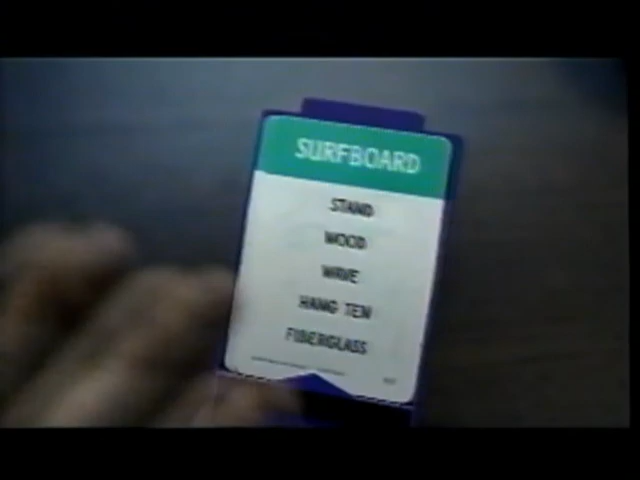 SURFBOARD
STAND
WOOD
WAVE
HANG TEN
FIBERGLASS